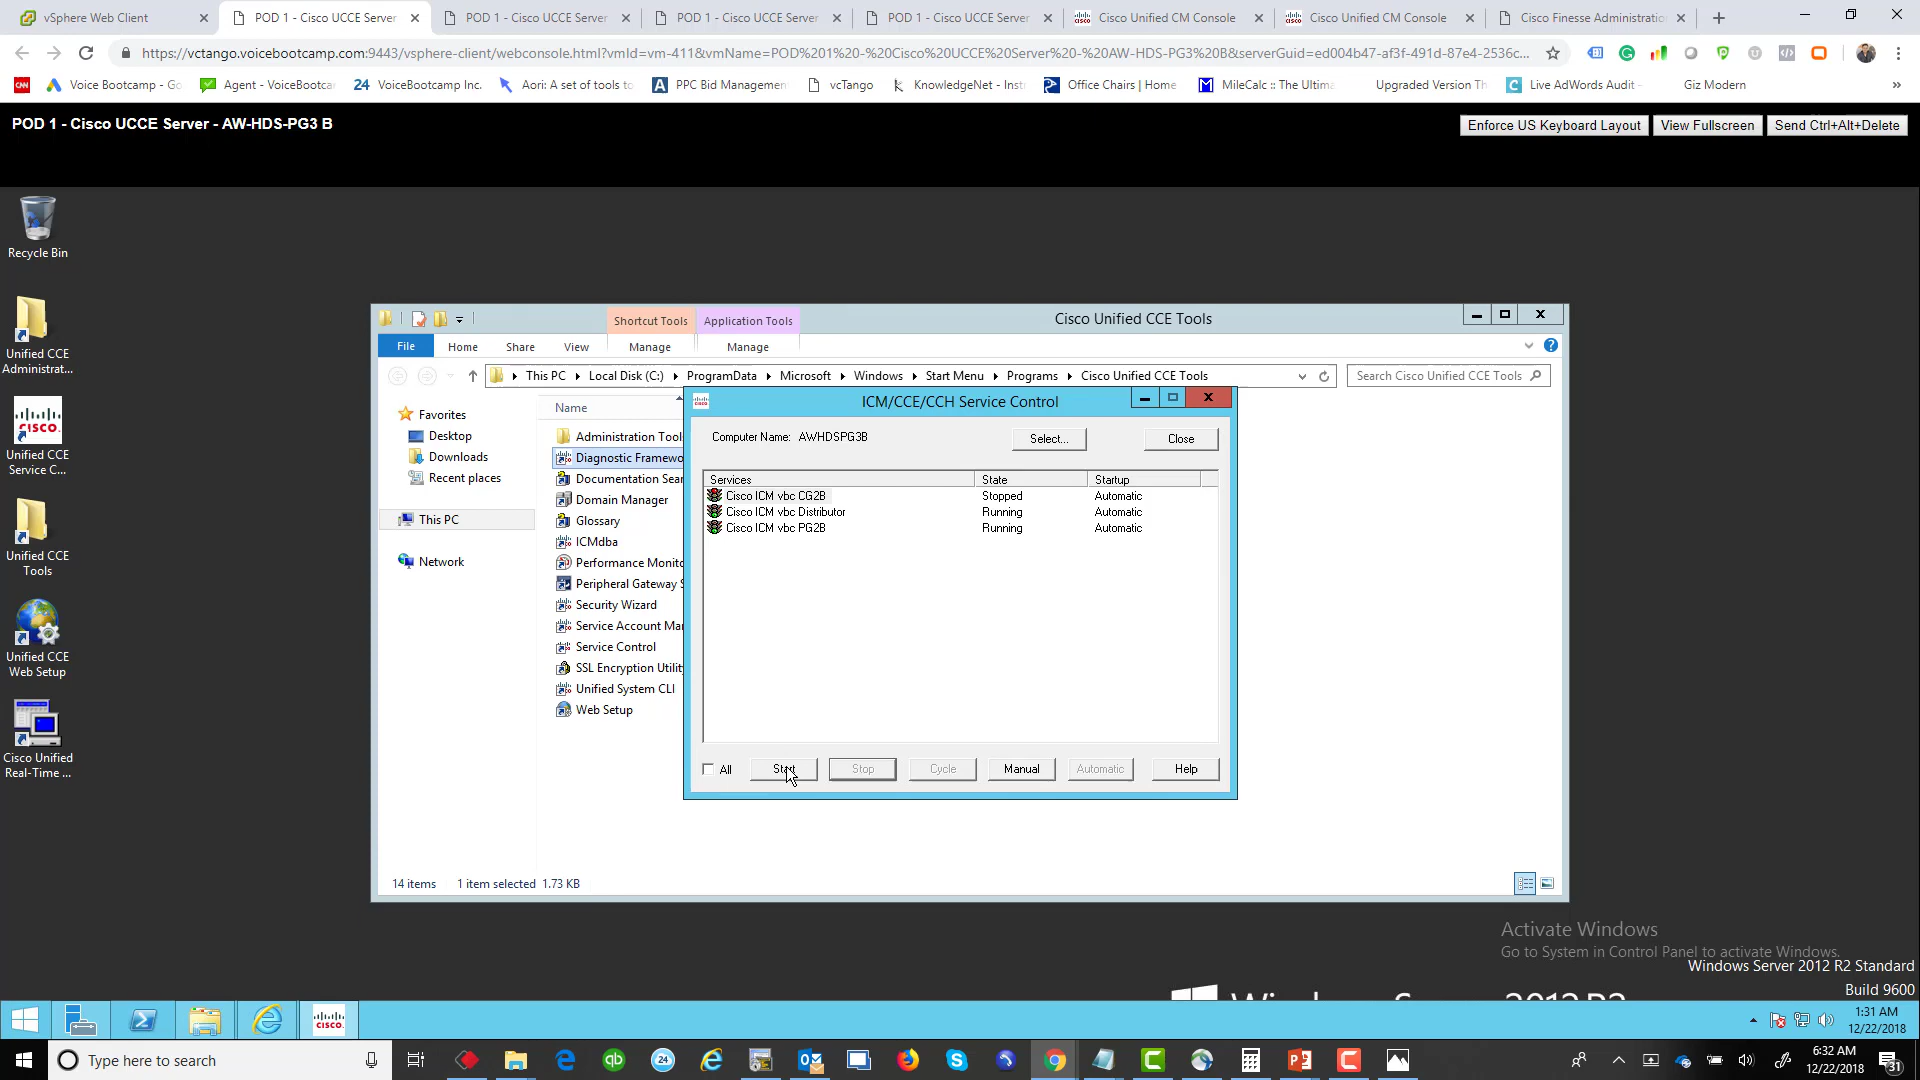 vSphere Web Client
POD 1 - Cisco UCCE Server
POD 1 - Cisco UCCE Server
POD 1 - Cisco UCCE Server
POD 1 - Cisco UCCE Server
Cisco Unified CM Console
Cisco Unified CM Console
Cisco Finesse Administratio
https://vctango.voicebootcamp.com:9443/vsphere-client/webconsole.html?vmId=vm-411&vmName=POD%201%20-%20Cisco%20UCCE%20Server%20-%20AW-HDS-PG3%20B&serverGuid=ed004b47-af3f-491d-87e4-2536c...
CNN
Voice Bootcamp - Go
Agent - VoiceBootca
24 VoiceBootcamp Inc.
Aori: A set of tools to
A PPC Bid Managemen
vcTango
KnowledgeNet - Inst
Office Chairs | Home
MileCalc :: The Ultima
Upgraded Version Th
Live AdWords Audit -
Giz Modern
»
POD 1 - Cisco UCCE Server - AW-HDS-PG3 B
Enforce US Keyboard Layout
View Fullscreen
Send Ctrl+Alt+Delete
Recycle Bin
Unified CCE
Administrat...
CISCO.
Unified CCE
Service C...
Unified CCE
Tools
Unified CCE
Web Setup
Cisco Unified
Real-Time ...
Shortcut Tools
Application Tools
Cisco Unified CCE Tools
File
Home
Share
View
Manage
Manage
This PC
Local Disk (C:)
ProgramData
Microsoft
Windows
Start Menu
Programs
Cisco Unified CCE Tools
Search Cisco Unified CCE Tools
Favorites
Desktop
Downloads
Recent places
This PC
Network
Name
Administration Tool
Diagnostic Framewo
Documentation Sear
Domain Manager
Glossary
ICMdba
Performance Monito
Peripheral Gateway S
Security Wizard
Service Account Man
Service Control
SSL Encryption Utilit
Unified System CLI
Web Setup
14 items
1 item selected 1.73 KB
ICM/CCE/CCH Service Control
Computer Name: AWHDSPG3B
Select...
Close
Services State Startup
Cisco ICM vbc CG2B Stopped Automatic
Cisco ICM vbc Distributor Running Automatic
Cisco ICM vbc PG2B Running Automatic
All
Start
Stop
Cycle
Manual
Automatic
Help
Activate Windows
Go to System in Control Panel to activate Windows.
Windows Server 2012 R2 Standard
Build 9600
CISCO
1:31 AM
12/22/2018
Type here to search
24
6:32 AM
12/22/2018
31